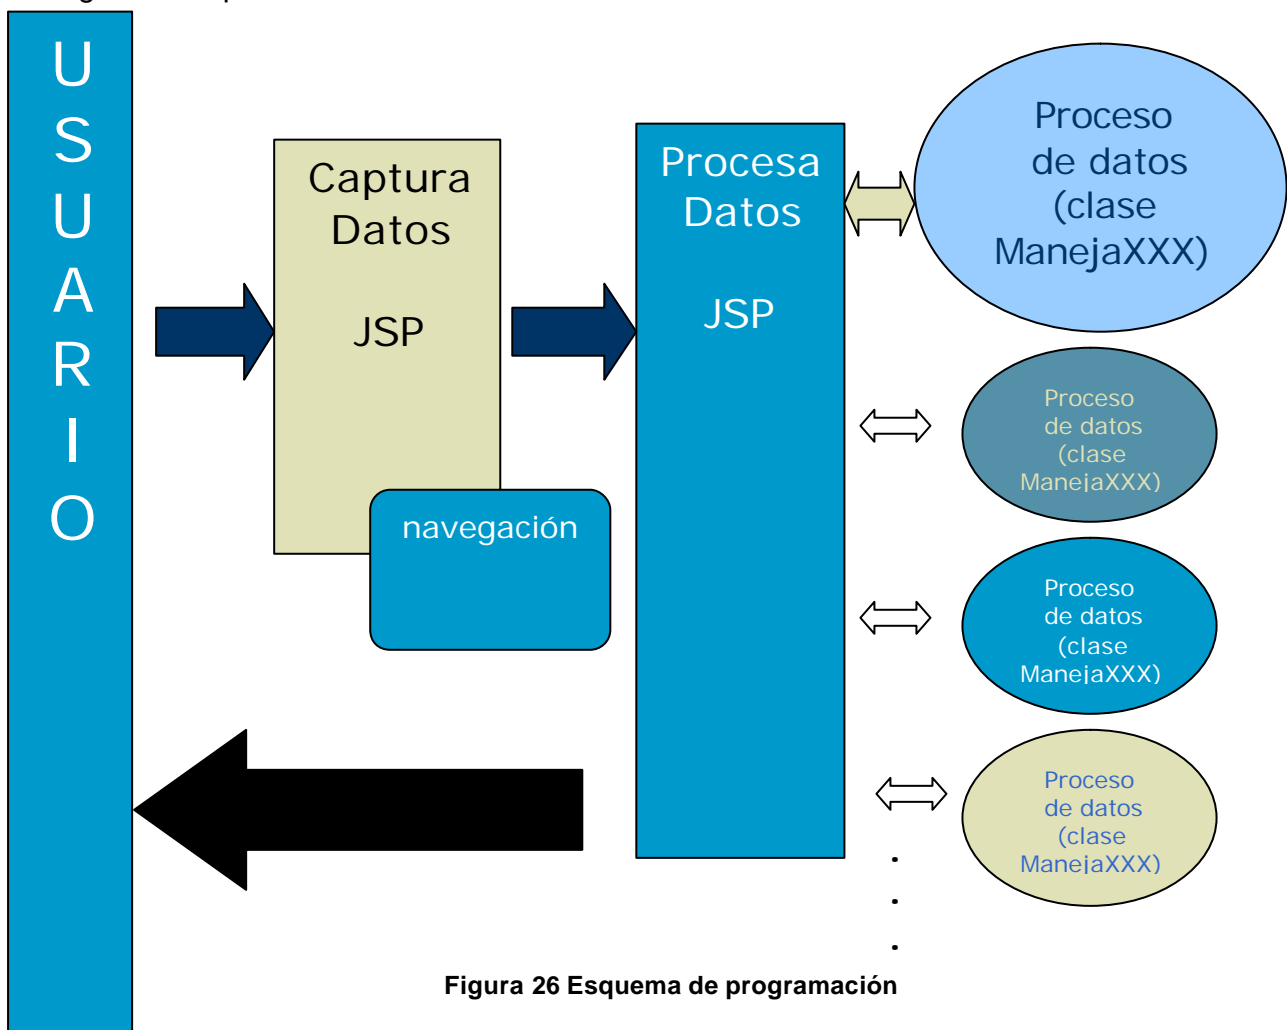 U
S
U
A
R
I
O
Captura
Datos
JSP
navegación
Procesa
Datos
JSP
Proceso
de datos
(clase
ManejaXXX)
Proceso
de datos
(clase
ManejaXXX)
Proceso
de datos
(clase
ManejaXXX)
Proceso
de datos
(clase
ManejaXXX)
.
.
.
Figura 26 Esquema de programación